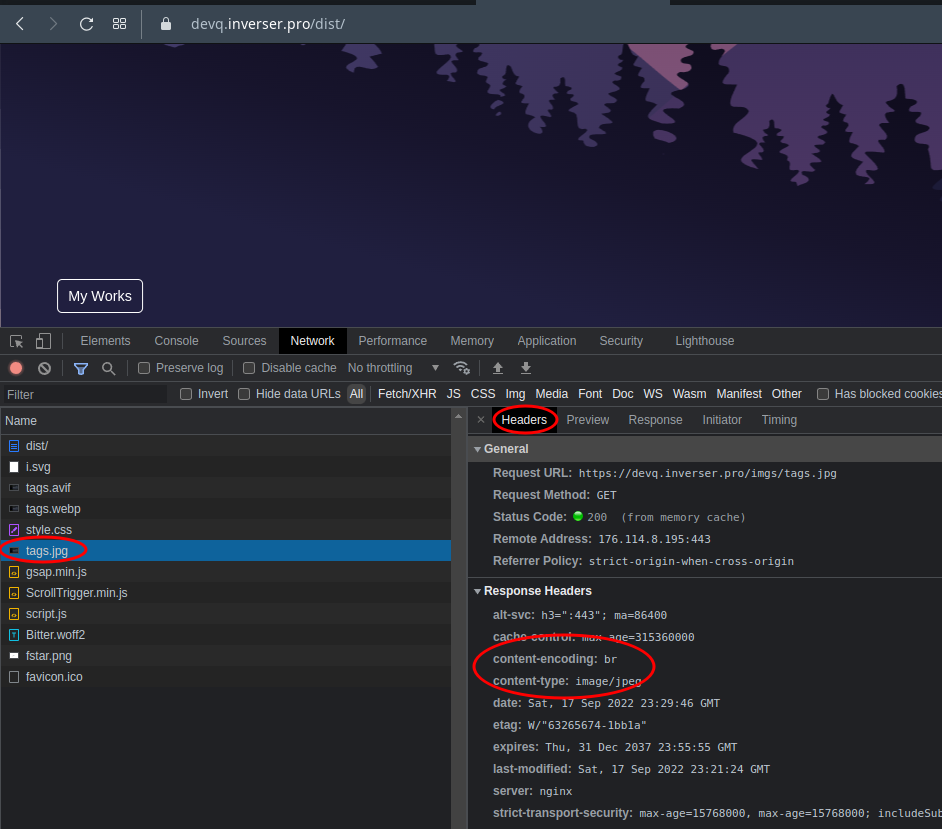 devq.inverser.pro/dist/
My Works
Elements Console Sources Network Performance Memory Application Security Lighthouse
Preserve log Disable cache No throttling
Filter Invert Hide data URLs All Fetch/XHR JS CSS Img Media Font Doc WS Wasm Manifest Other Has blocked cookies
Name
dist/
i.svg
tags.avif
tags.webp
style.css
tags.jpg
gsap.min.js
ScrollTrigger.min.js
script.js
Bitter.woff2
fstar.png
favicon.ico
× Headers Preview Response Initiator Timing
General
Request URL: https://devq.inverser.pro/imgs/tags.jpg
Request Method: GET
Status Code: 200 (from memory cache)
Remote Address: 176.114.8.195:443
Referrer Policy: strict-origin-when-cross-origin
Response Headers
alt-svc: h3=":443"; ma=86400
cache-control: max-age=315360000
content-encoding: br
content-type: image/jpeg
date: Sat, 17 Sep 2022 23:29:46 GMT
etag: W/"63265674-1bb1a"
expires: Thu, 31 Dec 2037 23:55:55 GMT
last-modified: Sat, 17 Sep 2022 23:21:24 GMT
server: nginx
strict-transport-security: max-age=15768000, max-age=15768000; includeSub